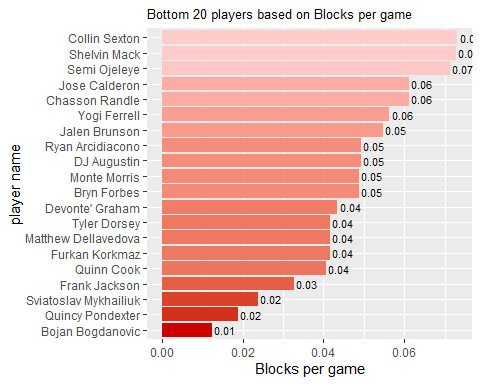 Bottom 20 players based on Blocks per game
Collin Sexton
Shelvin Mack 0.0
Semi Ojeleye 0.07
Jose Calderon 0.06
Chasson Randle 0.06
Yogi Ferrell 0.06
Jalen Brunson 0.05
Ryan Arcidiacono 0.05
DJ Augustin 0.05
Monte Morris 0.05
Bryn Forbes 0.05
Devonte' Graham 0.04
Tyler Dorsey 0.04
Matthew Dellavedova 0.04
Furkan Korkmaz 0.04
Quinn Cook 0.04
Frank Jackson 0.03
Sviatoslav Mykhailiuk 0.02
Quincy Pondexter 0.02
Bojan Bogdanovic 0.01
0.00 0.02 0.04 0.06
Blocks per game
player name